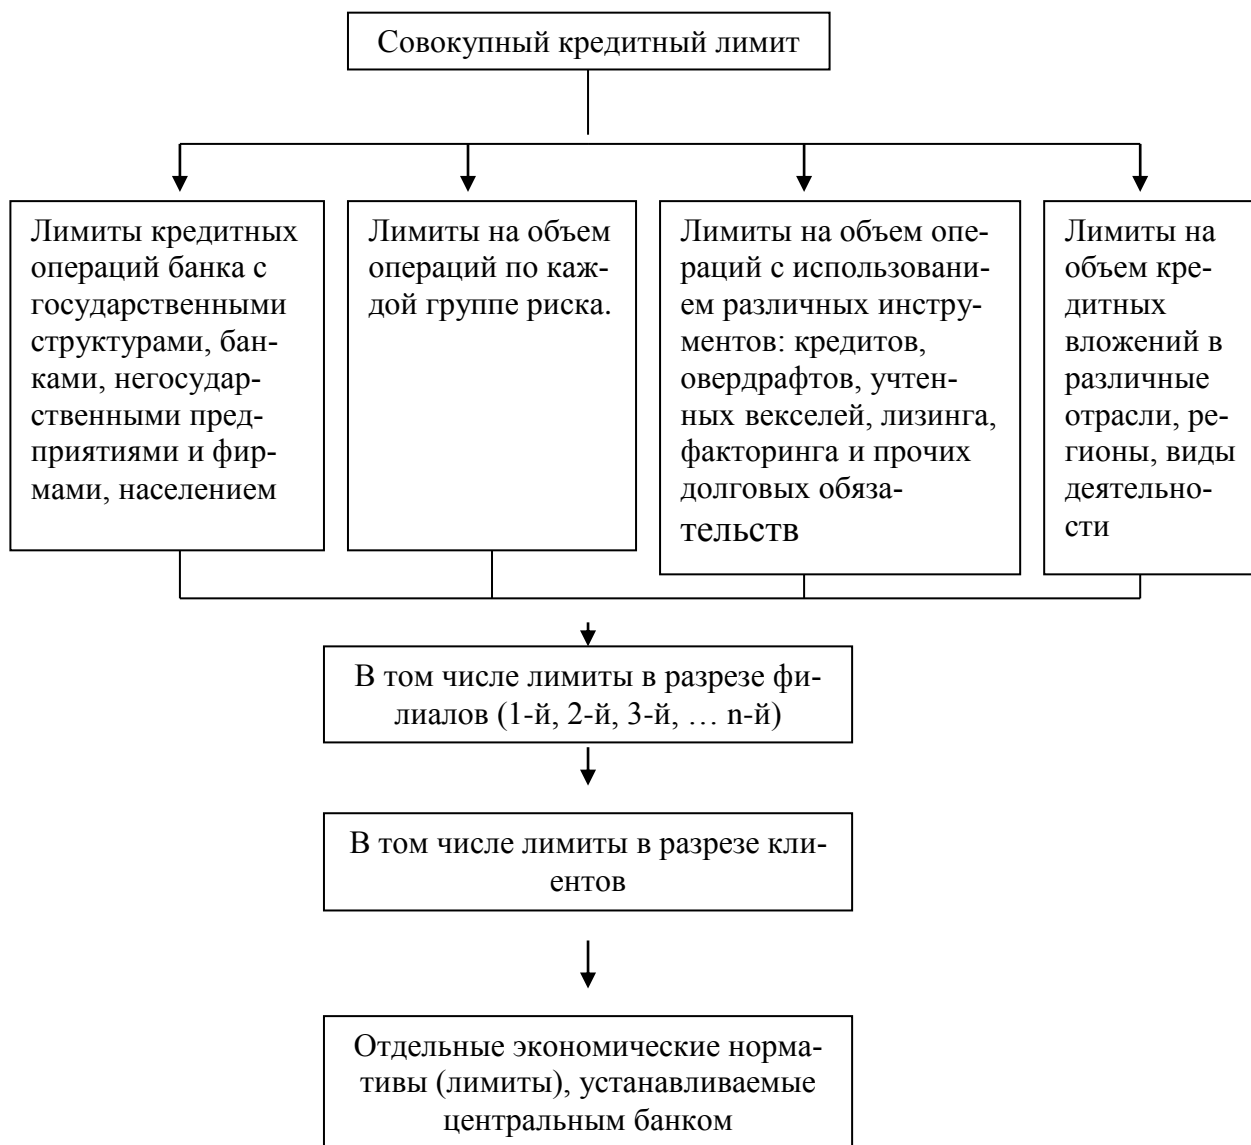 Совокупный кредитный лимит
Лимиты кредитных
операций банка с
государственными
структурами, бан-
ками, негосудар-
ственными пред-
приятиями и фир-
мами, населением
Лимиты на объем
операций по каж-
дой группе риска.
Лимиты на объем опе-
раций с использовани-
ем различных инстру-
ментов: кредитов,
овердрафтов, учтен-
ных векселей, лизинга,
факторинга и прочих
долговых обяза-
тельств
Лимиты на
объем кре-
дитных
вложений в
различные
отрасли, ре-
гионы, виды
деятельно-
сти
В том числе лимиты в разрезе фи-
лиалов (1-й, 2-й, 3-й, … n-й)
В том числе лимиты в разрезе кли-
ентов
Отдельные экономические норма-
тивы (лимиты), устанавливаемые
центральным банком